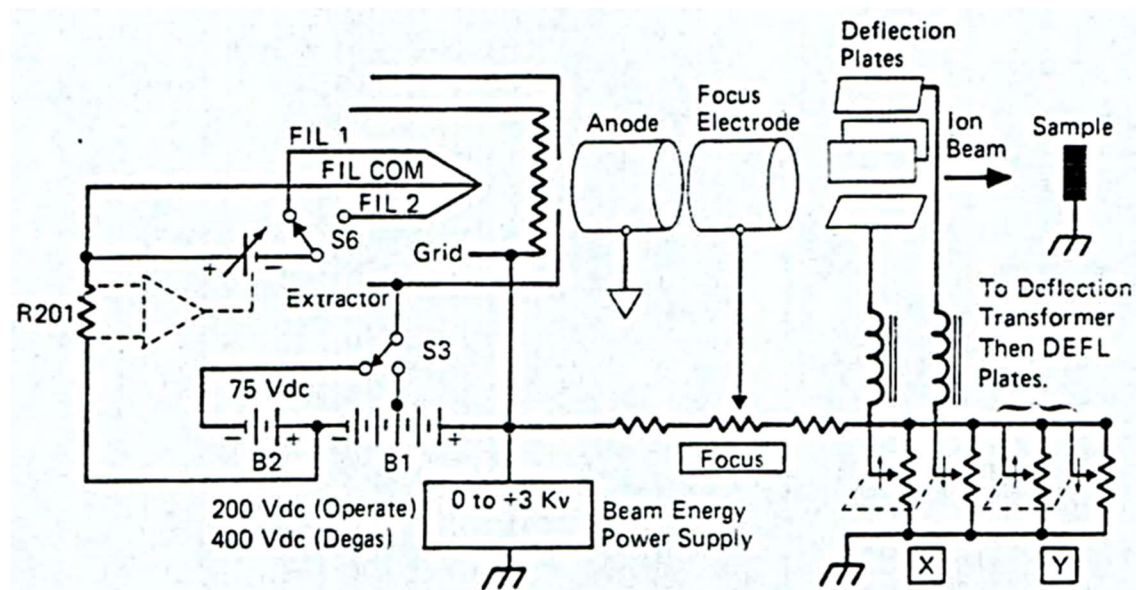 Deflection
Plates
Focus
Electrode
Anode
Ion
Beam
Sample
FIL 1
FIL COM
FIL 2
S6
Grid
+ −
Extractor
R201
S3
To Deflection
Transformer
Then DEFL
Plates.
75 Vdc
− + − +
B2
B1
Focus
200 Vdc (Operate)
400 Vdc (Degas)
0 to +3 Kv
Beam Energy
Power Supply
X
Y